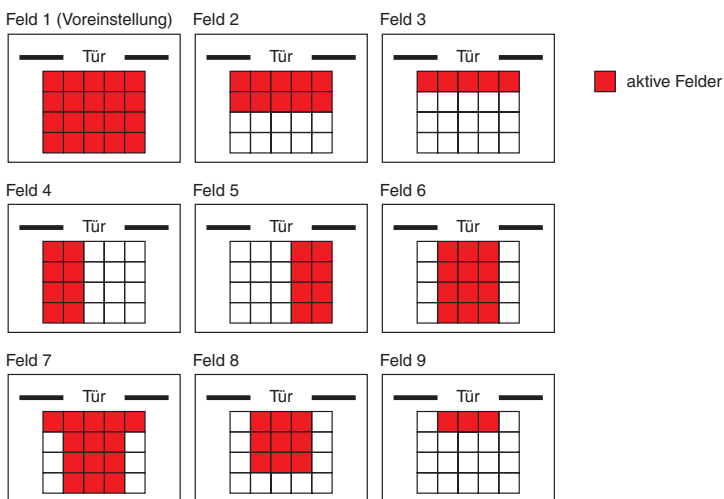 Feld 1 (Voreinstellung)
Feld 2
Feld 3
Tür
Tür
Tür
aktive Felder
Feld 4
Feld 5
Feld 6
Tür
Tür
Tür
Feld 7
Feld 8
Feld 9
Tür
Tür
Tür